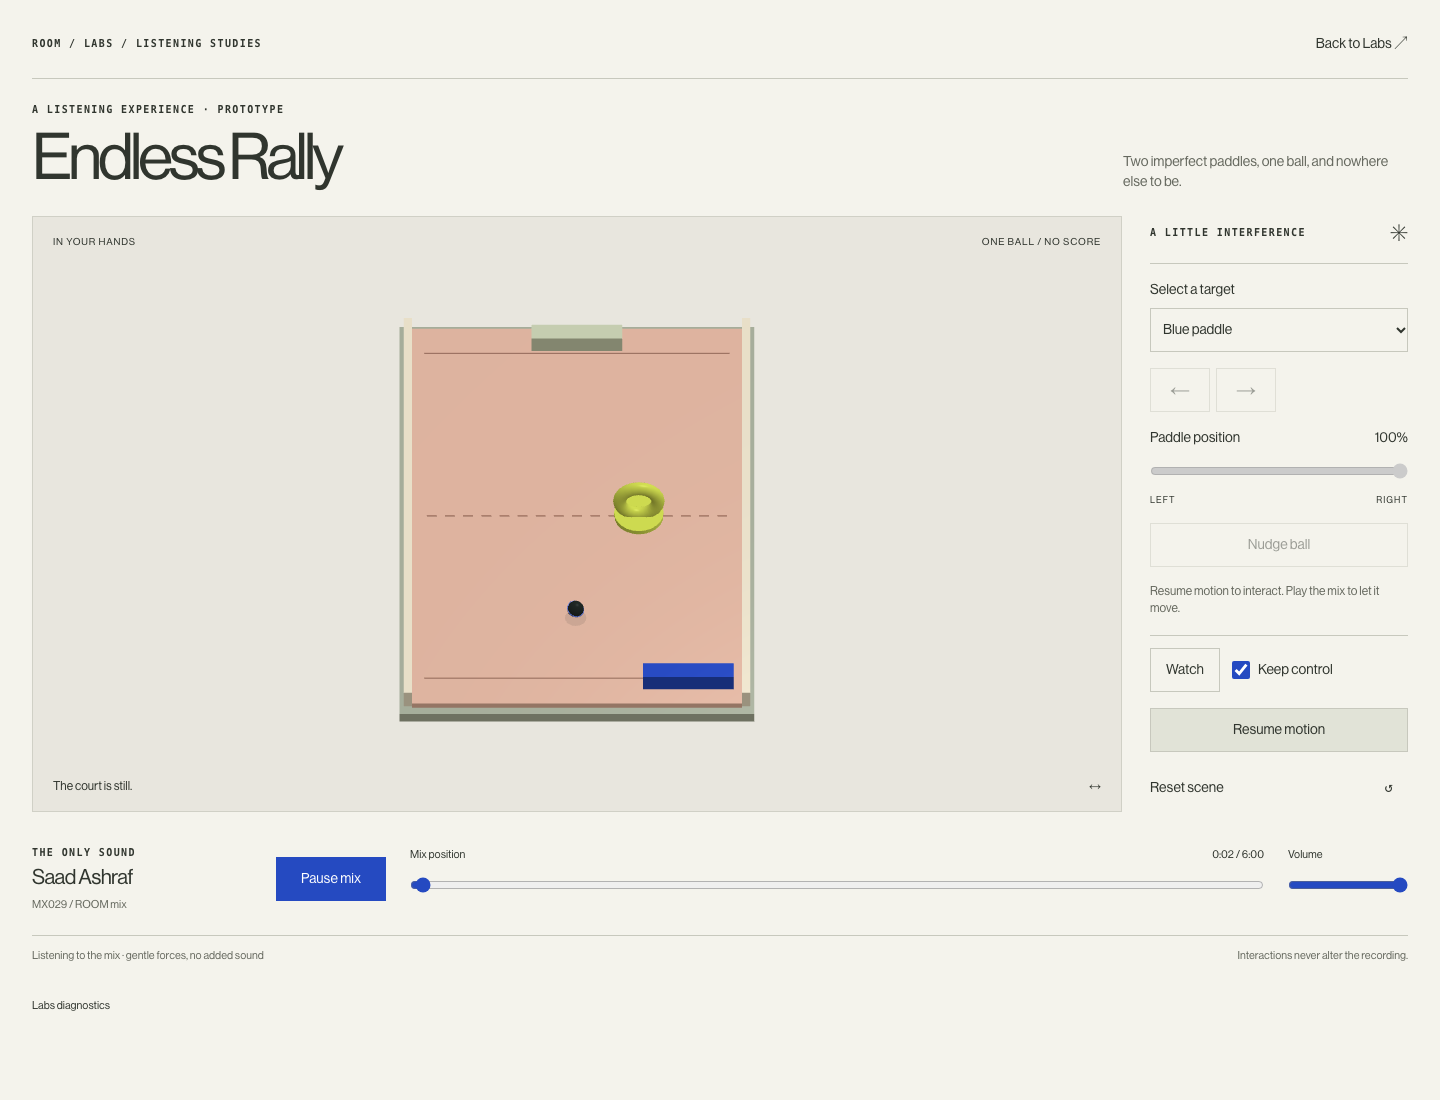 ROOM / LABS / LISTENING STUDIES
Back to Labs ↗
A LISTENING EXPERIENCE · PROTOTYPE
Endless Rally
Two imperfect paddles, one ball, and nowhere
else to be.
IN YOUR HANDS
ONE BALL / NO SCORE
The court is still.
↔
A LITTLE INTERFERENCE
Select a target
Blue paddle
← →
Paddle position
100%
LEFT
RIGHT
Nudge ball
Resume motion to interact. Play the mix to let it
move.
Watch
Keep control
Resume motion
Reset scene ↺
THE ONLY SOUND
Saad Ashraf
MX029 / ROOM mix
Pause mix
Mix position
0:02 / 6:00
Volume
Listening to the mix · gentle forces, no added sound
Interactions never alter the recording.
Labs diagnostics